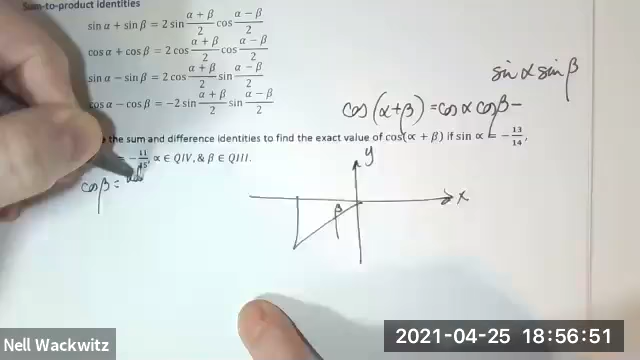 Sum-to-product identities
sin α + sin β = 2 sin (α + β)/2 cos (α − β)/2
cos α + cos β = 2 cos (α + β)/2 cos (α − β)/2
sin α − sin β = 2 cos (α + β)/2 sin (α − β)/2
cos α − cos β = −2 sin (α + β)/2 sin (α − β)/2
sin α sin β
cos (α+β) = cos α cos β −
the sum and difference identities to find the exact value of cos(α + β) if sin α = −13/14,
α ∈ QIV, & β ∈ QIII.
cos β =
y
x
β
Nell Wackwitz
2021-04-25 18:56:51